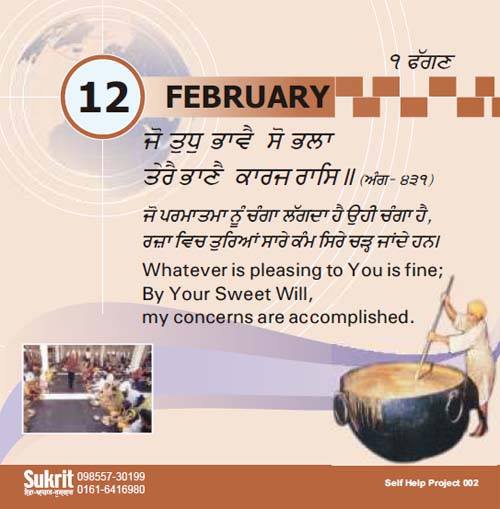 ੧ ਫੱਗਣ
12 FEBRUARY
ਜੋ ਤੁਧੁ ਭਾਵੈ ਸੋ ਭਲਾ
ਤੇਰੈ ਭਾਣੈ ਕਾਰਜ ਰਾਸਿ॥ (ਅੰਗ- ੪੩੧)
ਜੋ ਪਰਮਾਤਮਾ ਨੂੰ ਚੰਗਾ ਲੱਗਦਾ ਹੈ ਉਹੀ ਚੰਗਾ ਹੈ,
ਰਜ਼ਾ ਵਿਚ ਤੁਰਿਆਂ ਸਾਰੇ ਕੰਮ ਸਿਰੇ ਚੜ੍ਹ ਜਾਂਦੇ ਹਨ।
Whatever is pleasing to You is fine;
By Your Sweet Will,
my concerns are accomplished.
Sukrit 098557-30199
0161-6416980
Self Help Project 002